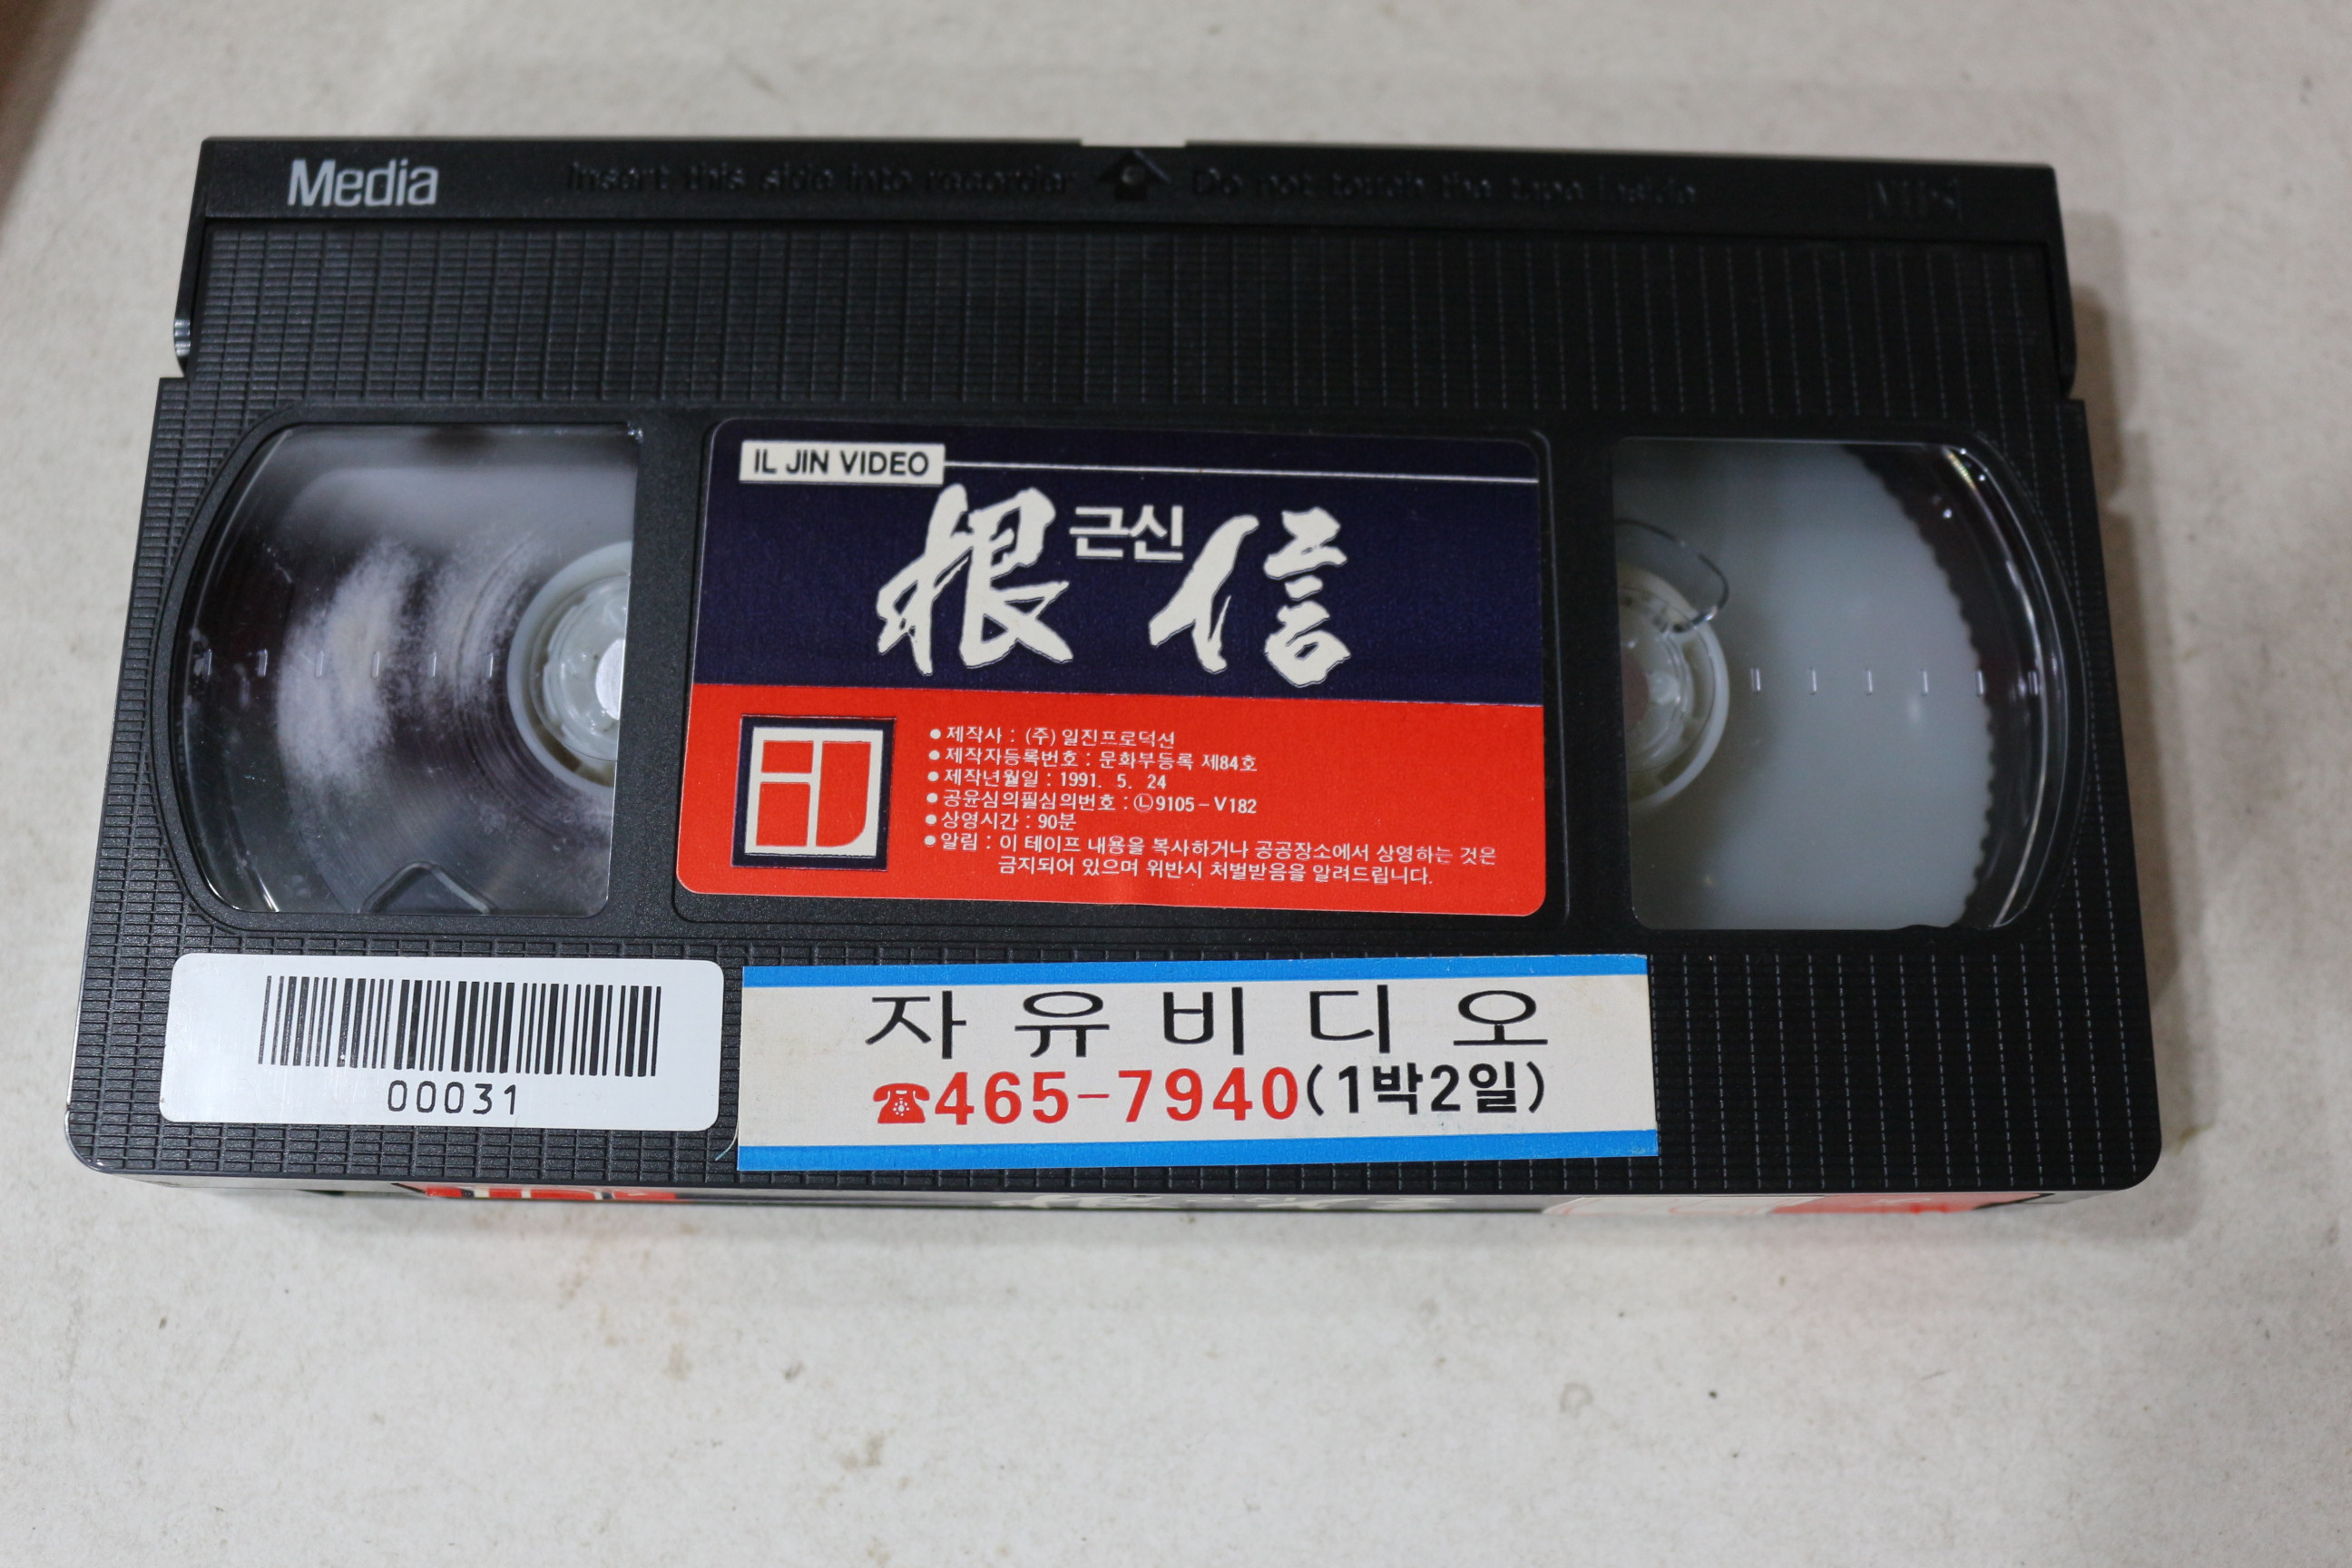 Media
Insert this side into recorder Do not touch the tape inside
VHS
IL JIN VIDEO
根 근신 信
●제작사 : (주) 일진프로덕션
●제작자등록번호 : 문화부등록 제84호
●제작년월일 : 1991. 5. 24
●공윤심의필심의번호 : Ⓛ9105-V182
●상영시간 : 90분
●알림 : 이 테이프 내용을 복사하거나 공공장소에서 상영하는 것은
금지되어 있으며 위반시 처벌받음을 알려드립니다.
00031
자유비디오
☎465-7940(1박2일)